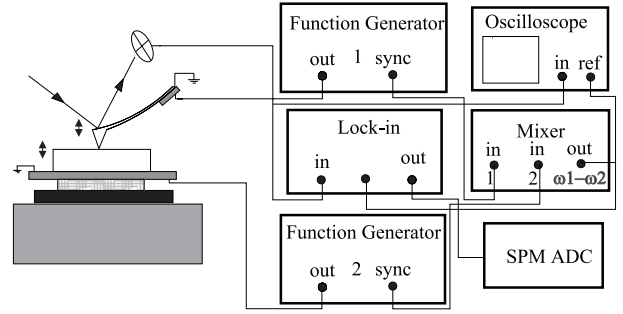 Function Generator
out 1 sync
Oscilloscope
in ref
Lock-in
in out
Mixer
in in out
1 2 ω1−ω2
Function Generator
out 2 sync
SPM ADC